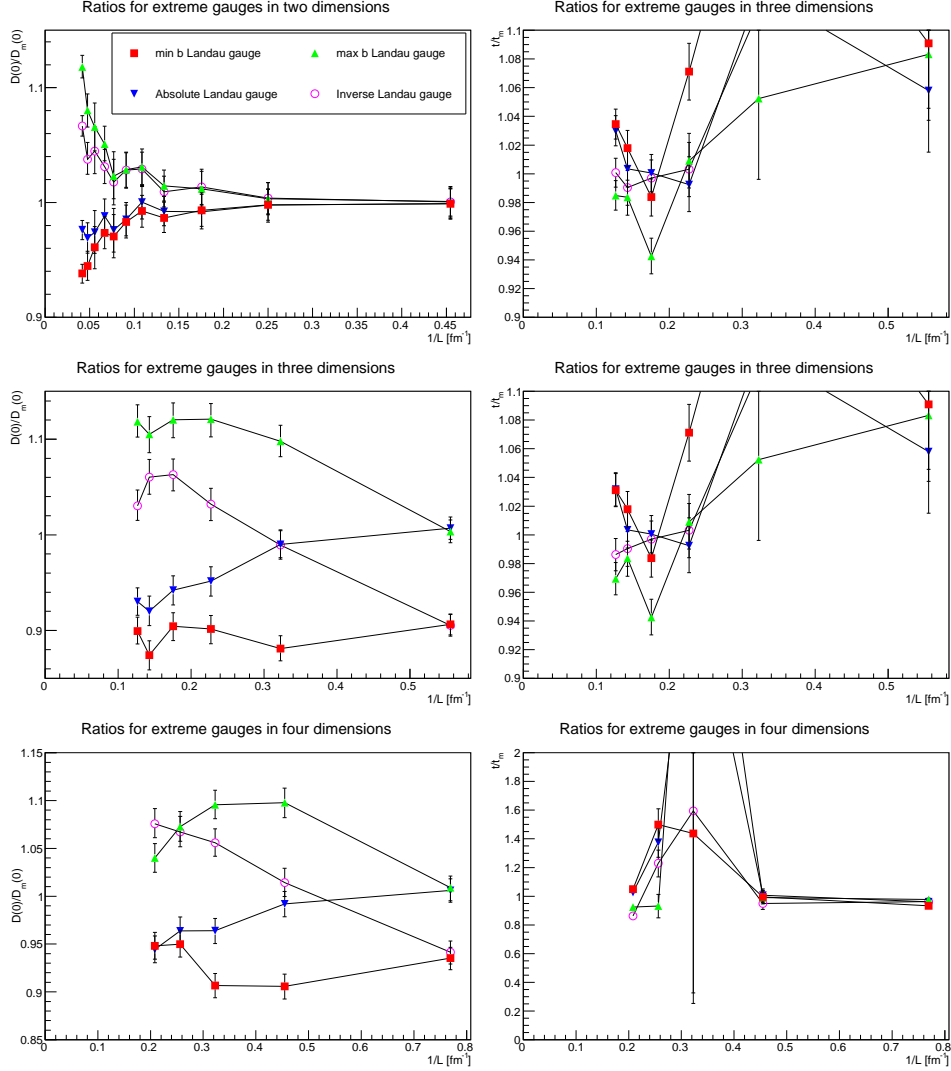 Ratios for extreme gauges in two dimensions
D(0)/D_m(0)
1.1
1
0.9
min b Landau gauge
max b Landau gauge
Absolute Landau gauge
Inverse Landau gauge
0.05 0.1 0.15 0.2 0.25 0.3 0.35 0.4 0.45
1/L [fm^-1]
Ratios for extreme gauges in three dimensions
t/t_m
1.1
1.08
1.06
1.04
1.02
1
0.98
0.96
0.94
0.92
0.9
0 0.1 0.2 0.3 0.4 0.5
1/L [fm^-1]
Ratios for extreme gauges in three dimensions
D(0)/D_m(0)
1.1
1
0.9
0 0.1 0.2 0.3 0.4 0.5
1/L [fm^-1]
Ratios for extreme gauges in three dimensions
t/t_m
1.1
1.08
1.06
1.04
1.02
1
0.98
0.96
0.94
0.92
0.9
0 0.1 0.2 0.3 0.4 0.5
1/L [fm^-1]
Ratios for extreme gauges in four dimensions
D(0)/D_m(0)
1.15
1.1
1.05
1
0.95
0.9
0.85
0 0.1 0.2 0.3 0.4 0.5 0.6 0.7 0.8
1/L [fm^-1]
Ratios for extreme gauges in four dimensions
t/t_m
2
1.8
1.6
1.4
1.2
1
0.8
0.6
0.4
0.2
0
0 0.1 0.2 0.3 0.4 0.5 0.6 0.7 0.8
1/L [fm^-1]